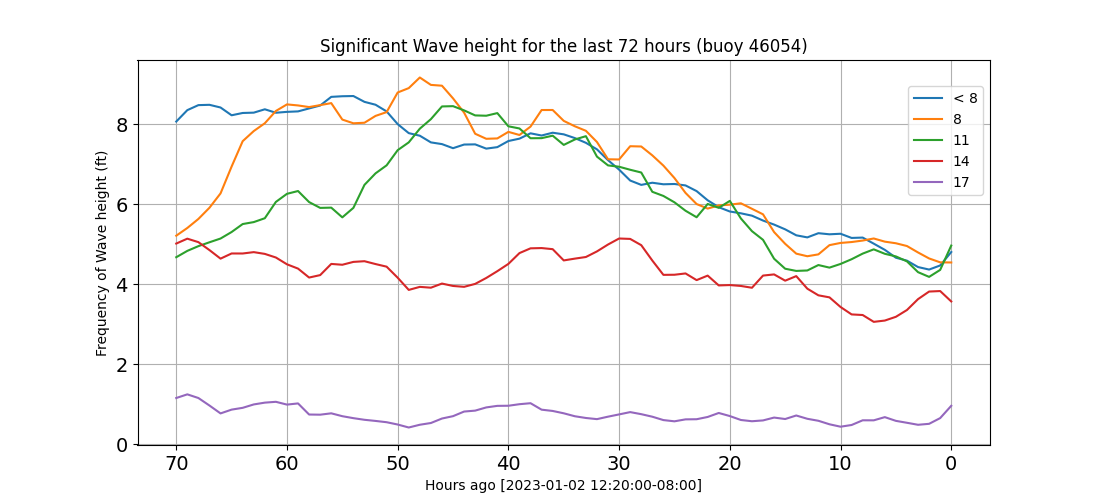 Significant Wave height for the last 72 hours (buoy 46054)
Frequency of Wave height (ft)
8
6
4
2
0
< 8
8
11
14
17
70 60 50 40 30 20 10 0
Hours ago [2023-01-02 12:20:00-08:00]